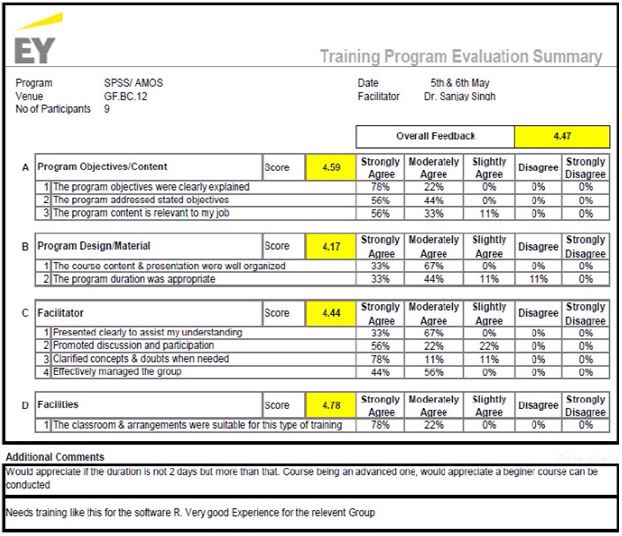 EY
Training Program Evaluation Summary
Program SPSS/ AMOS Date 5th & 6th May
Venue GF.BC.12 Facilitator Dr. Sanjay Singh
No of Participants 9
Overall Feedback 4.47
A Program Objectives/Content Score 4.59 Strongly Agree Moderately Agree Slightly Agree Disagree Strongly Disagree
1 The program objectives were clearly explained 78% 22% 0% 0% 0%
2 The program addressed stated objectives 56% 44% 0% 0% 0%
3 The program content is relevant to my job 56% 33% 11% 0% 0%
B Program Design/Material Score 4.17 Strongly Agree Moderately Agree Slightly Agree Disagree Strongly Disagree
1 The course content & presentation were well organized 33% 67% 0% 0% 0%
2 The program duration was appropriate 33% 44% 11% 11% 0%
C Facilitator Score 4.44 Strongly Agree Moderately Agree Slightly Agree Disagree Strongly Disagree
1 Presented clearly to assist my understanding 33% 67% 0% 0% 0%
2 Promoted discussion and participation 56% 22% 22% 0% 0%
3 Clarified concepts & doubts when needed 78% 11% 11% 0% 0%
4 Effectively managed the group 44% 56% 0% 0% 0%
D Facilities Score 4.78 Strongly Agree Moderately Agree Slightly Agree Disagree Strongly Disagree
1 The classroom & arrangements were suitable for this type of training 78% 22% 0% 0% 0%
Additional Comments
Would appreciate if the duration is not 2 days but more than that. Course being an advanced one, would appreciate a beginer course can be
conducted
Needs training like this for the software R. Very good Experience for the relevent Group